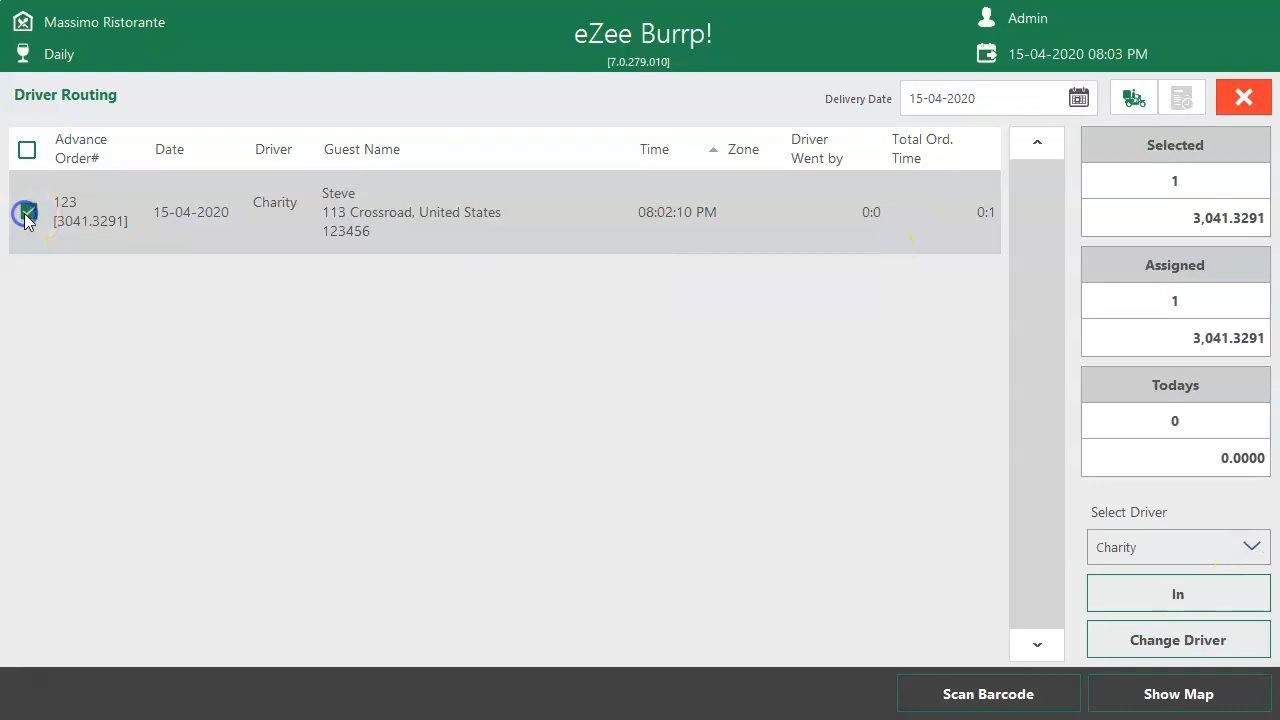 Massimo Ristorante
Daily
eZee Burrp!
[7.0.279.010]
Admin
15-04-2020 08:03 PM
Driver Routing
Delivery Date
15-04-2020
Advance
Order#
Date
Driver
Guest Name
Time
Zone
Driver
Went by
Total Ord.
Time
123
[3041.3291]
15-04-2020
Charity
Steve
113 Crossroad, United States
123456
08:02:10 PM
0:0
0:1
Selected
1
3,041.3291
Assigned
1
3,041.3291
Todays
0
0.0000
Select Driver
Charity
In
Change Driver
Scan Barcode
Show Map